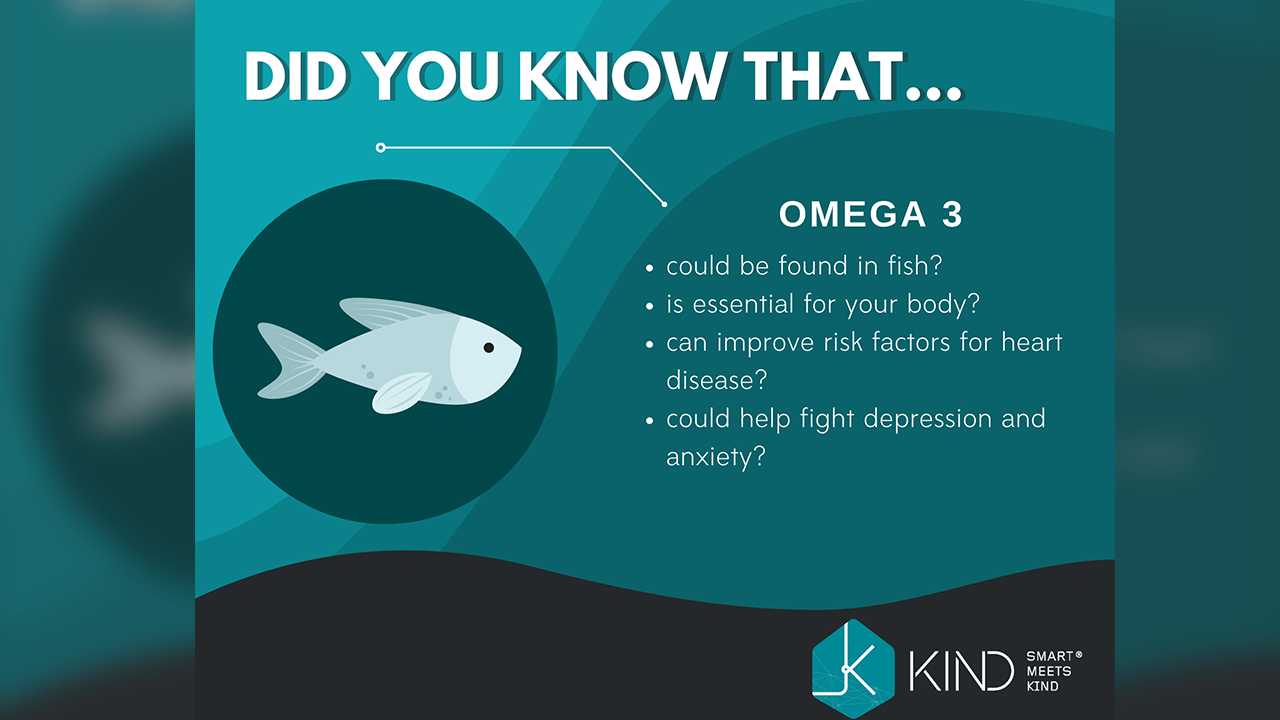 DID YOU KNOW THAT...
OMEGA 3
• could be found in fish?
• is essential for your body?
• can improve risk factors for heart
disease?
• could help fight depression and
anxiety?
KIND
SMART®
MEETS
KIND